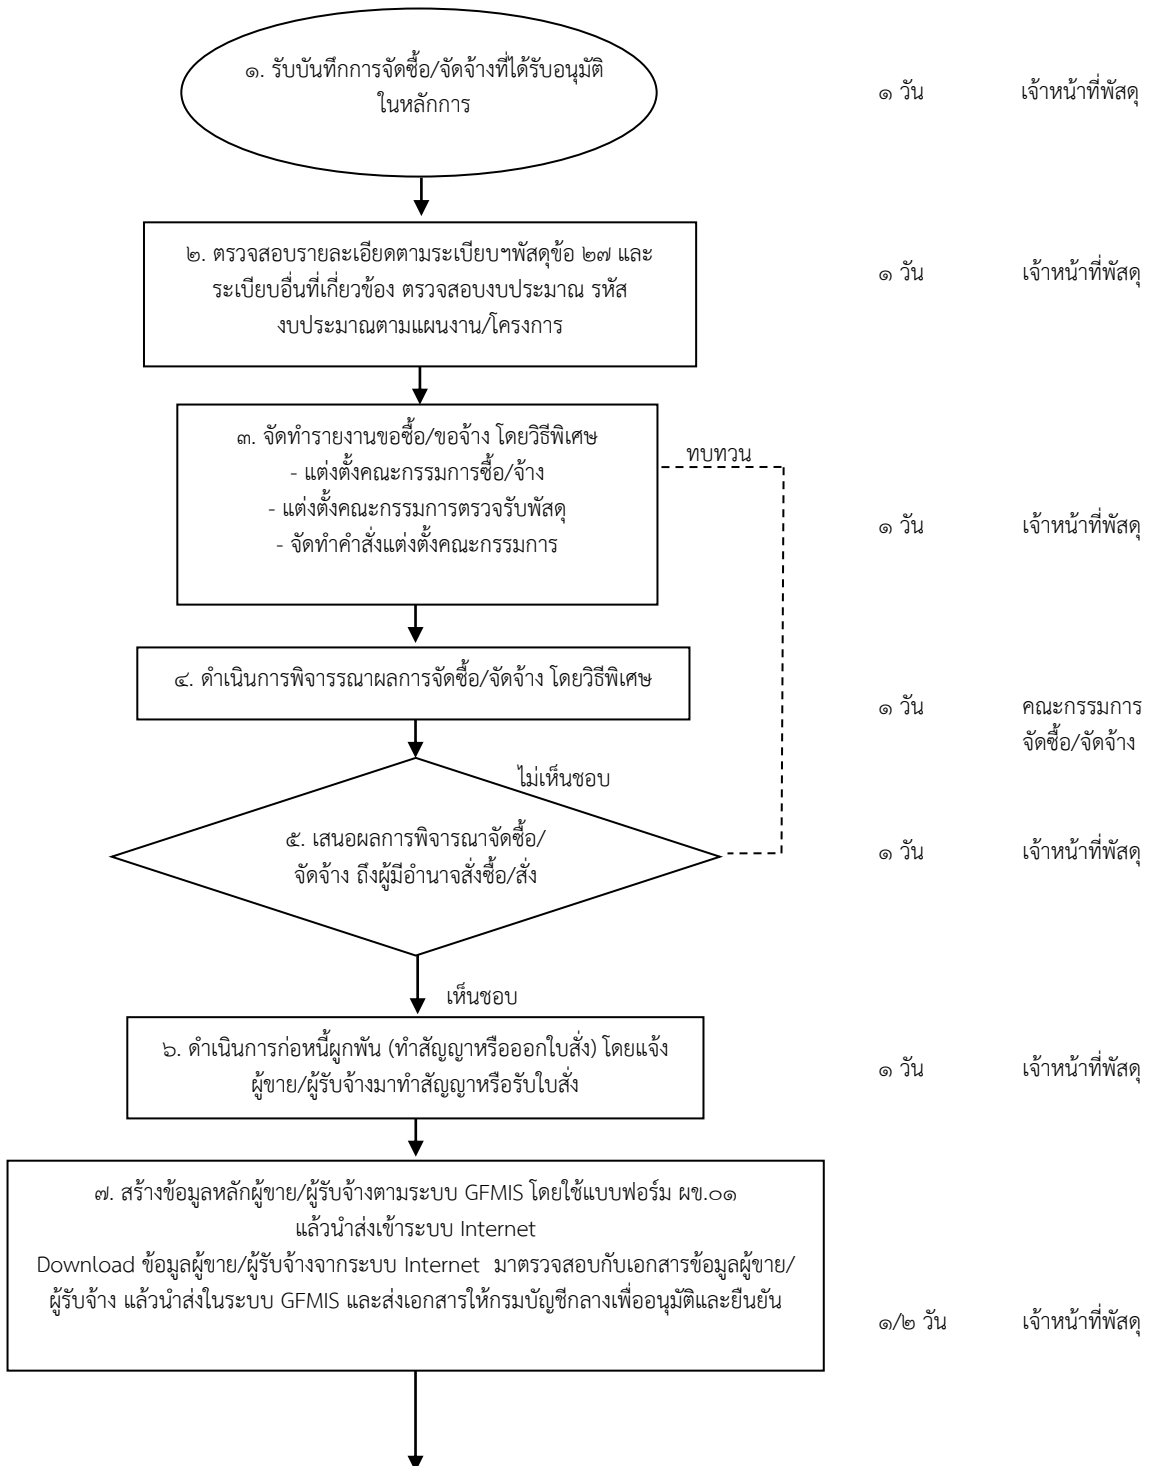 ๑. รับบันทึกการจัดซื้อ/จัดจ้างที่ได้รับอนุมัติ
ในหลักการ
๑ วัน เจ้าหน้าที่พัสดุ
๒. ตรวจสอบรายละเอียดตามระเบียบฯพัสดุข้อ ๒๗ และ
ระเบียบอื่นที่เกี่ยวข้อง ตรวจสอบงบประมาณ รหัส
งบประมาณตามแผนงาน/โครงการ
๑ วัน เจ้าหน้าที่พัสดุ
๓. จัดทำรายงานขอซื้อ/ขอจ้าง โดยวิธีพิเศษ
- แต่งตั้งคณะกรรมการซื้อ/จ้าง
- แต่งตั้งคณะกรรมการตรวจรับพัสดุ
- จัดทำคำสั่งแต่งตั้งคณะกรรมการ
ทบทวน
๑ วัน เจ้าหน้าที่พัสดุ
๔. ดำเนินการพิจารรณาผลการจัดซื้อ/จัดจ้าง โดยวิธีพิเศษ
๑ วัน คณะกรรมการ
จัดซื้อ/จัดจ้าง
ไม่เห็นชอบ
๕. เสนอผลการพิจารณาจัดซื้อ/
จัดจ้าง ถึงผู้มีอำนาจสั่งซื้อ/สั่ง
๑ วัน เจ้าหน้าที่พัสดุ
เห็นชอบ
๖. ดำเนินการก่อหนี้ผูกพัน (ทำสัญญาหรือออกใบสั่ง) โดยแจ้ง
ผู้ขาย/ผู้รับจ้างมาทำสัญญาหรือรับใบสั่ง
๑ วัน เจ้าหน้าที่พัสดุ
๗. สร้างข้อมูลหลักผู้ขาย/ผู้รับจ้างตามระบบ GFMIS โดยใช้แบบฟอร์ม ผข.๐๑
แล้วนำส่งเข้าระบบ Internet
Download ข้อมูลผู้ขาย/ผู้รับจ้างจากระบบ Internet มาตรวจสอบกับเอกสารข้อมูลผู้ขาย/
ผู้รับจ้าง แล้วนำส่งในระบบ GFMIS และส่งเอกสารให้กรมบัญชีกลางเพื่ออนุมัติและยืนยัน
๑/๒ วัน เจ้าหน้าที่พัสดุ